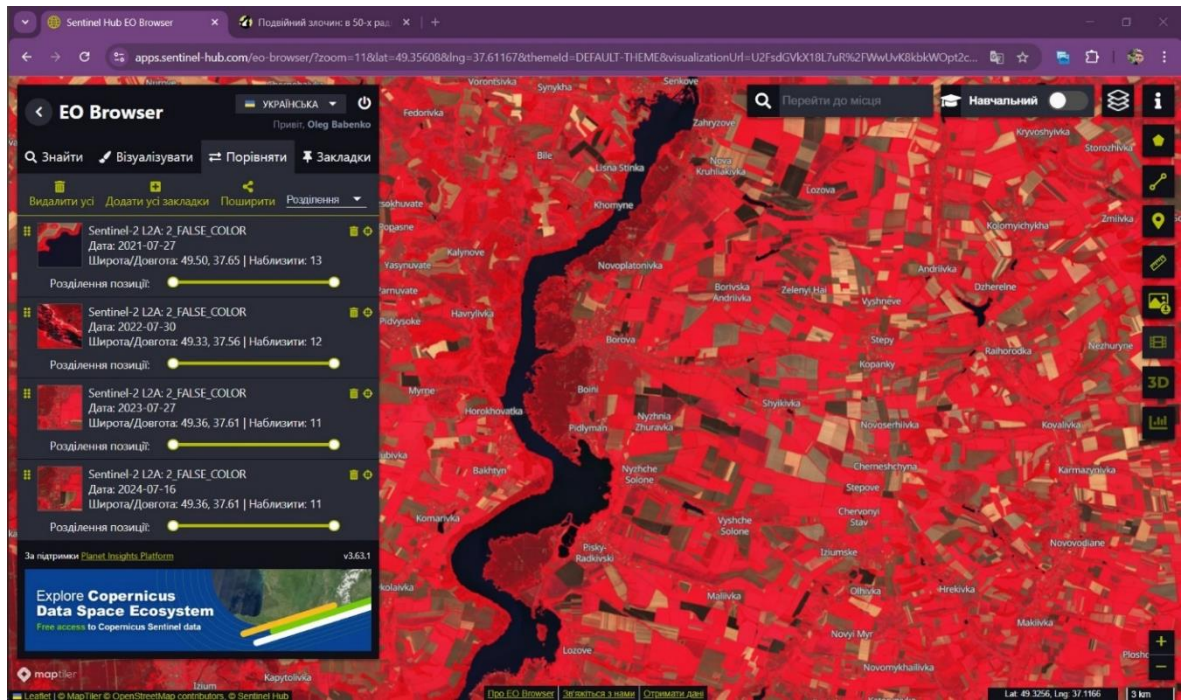 Sentinel Hub EO Browser
Подвійний злочин: в 50-х рад
apps.sentinel-hub.com/eo-browser/?zoom=11&lat=49.35608&lng=37.61167&themeId=DEFAULT-THEME&visualizationUrl=U2FsdGVkX18L7uR%2FWwUvK8kbkWOpt2c...
EO Browser
УКРАЇНСЬКА
Привіт, Oleg Babenko
Знайти Візуалізувати Порівняти Закладки
Видалити усі Додати усі закладки Поширити Розділення
Sentinel-2 L2A: 2_FALSE_COLOR
Дата: 2021-07-27
Широта/Довгота: 49.50, 37.65 | Наблизити: 13
Розділення позиції:
Sentinel-2 L2A: 2_FALSE_COLOR
Дата: 2022-07-30
Широта/Довгота: 49.33, 37.56 | Наблизити: 12
Розділення позиції:
Sentinel-2 L2A: 2_FALSE_COLOR
Дата: 2023-07-27
Широта/Довгота: 49.36, 37.61 | Наблизити: 11
Розділення позиції:
Sentinel-2 L2A: 2_FALSE_COLOR
Дата: 2024-07-16
Широта/Довгота: 49.36, 37.61 | Наблизити: 11
Розділення позиції:
За підтримки Planet Insights Platform v3.63.1
Explore Copernicus
Data Space Ecosystem
Free access to Copernicus Sentinel data
maptiler
Leaflet | © MapTiler © OpenStreetMap contributors, © Sentinel Hub
Перейти до місця
Навчальний
Vorontsivka
Synykha
Senkove
Fedorivka
Zahryzove
Kryvoshyivka
Storozhivka
Bile
Lisna Stinka
Nova
Kruhliakivka
Lozova
Khomyne
Zmiivka
Kolomyichykha
Kalynove
Novoplatonivka
Andriivka
Borivska
Andriivka
Zelenyi Hai
Vyshneve
Dzherelne
Pidvysoke
Havrylivka
Borova
Stepy
Raihorodka
Nezhuryne
Kopanky
Myrne
Boini
Shyikivka
Horokhovatka
Pidlyman
Nyzhnia
Zhuravka
Novoserhiivka
Kovalivka
Bakhtyn
Nyzhche
Solone
Chemeshchyna
Karmazynivka
Stepove
Komarivka
Vyshche
Solone
Chervonyi
Stav
Pisky-
Radkivski
Iziumske
Novovodiane
Maliivka
Olhivka
Hrekivka
Novyi Myr
Makiivka
Lozove
Novomykhailivka
Izium
Kapytolivka
3D
Про EO Browser | Зв'яжіться з нами | Отримати дані
Lat: 49.3256, Lng: 37.1166
3 km